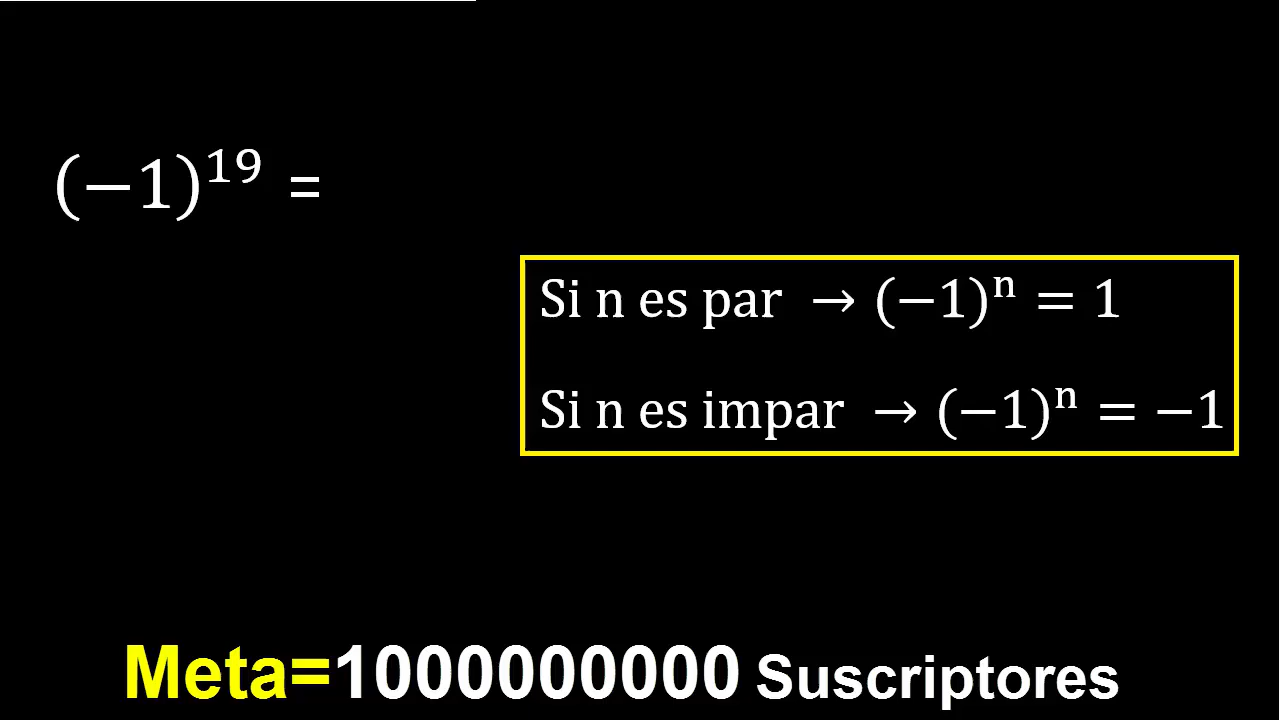 (−1)¹⁹ =
Si n es par → (−1)ⁿ = 1
Si n es impar → (−1)ⁿ = −1
Meta=1000000000 Suscriptores